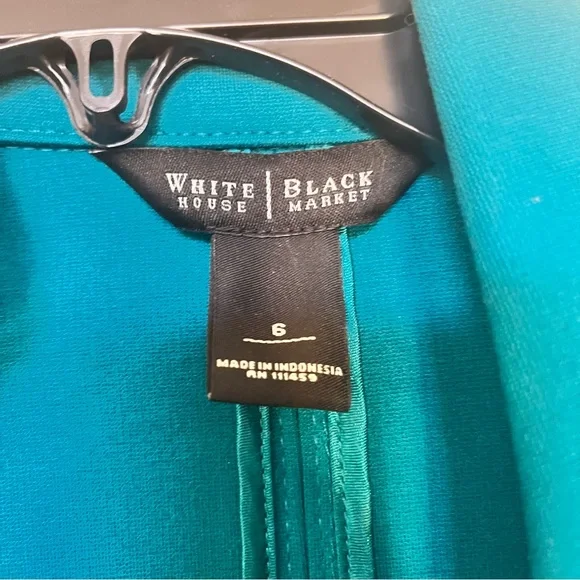 WHITE | BLACK
HOUSE | MARKET
6
MADE IN INDONESIA
RN 111459